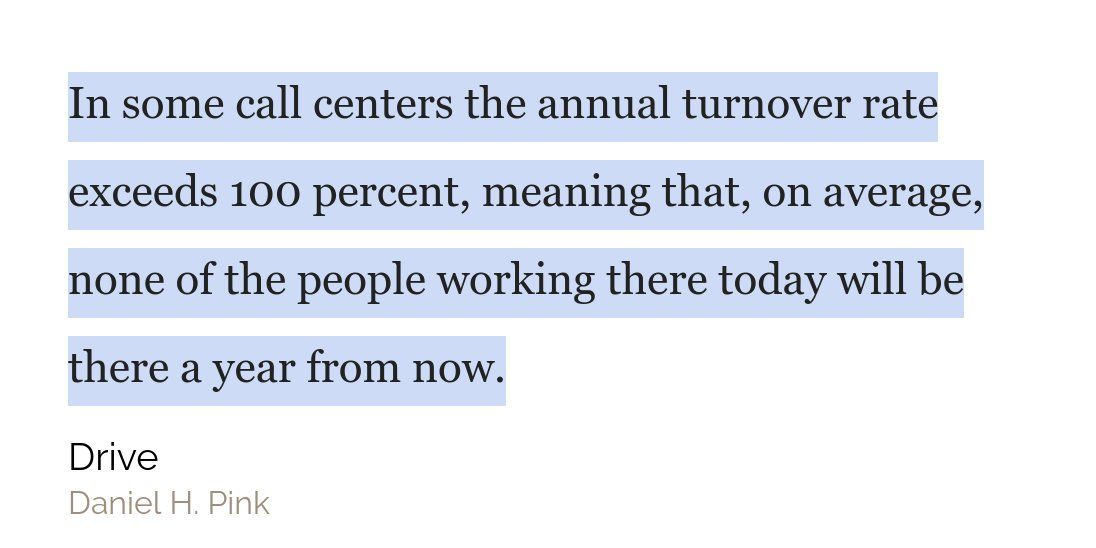 In some call centers the annual turnover rate
exceeds 100 percent, meaning that, on average,
none of the people working there today will be
there a year from now.
Drive
Daniel H. Pink